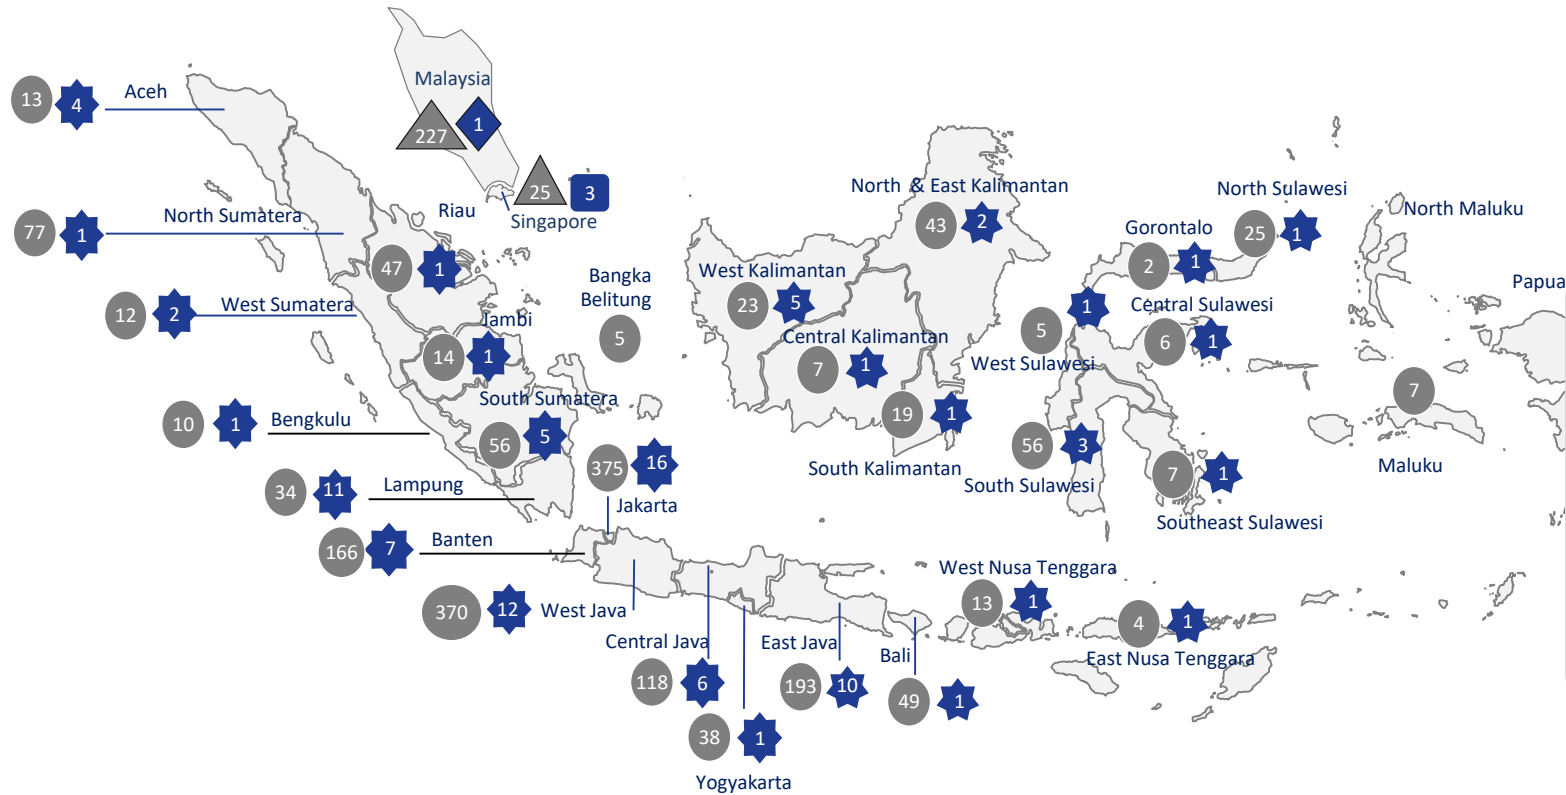 Malaysia
227
1
Aceh
13
4
25
3
Singapore
North Sumatera
77
1
Riau
47
1
West Sumatera
12
2
Jambi
14
1
Bangka
Belitung
5
Bengkulu
10
1
South Sumatera
56
5
Lampung
34
11
375
16
Jakarta
Banten
166
7
370
12
West Java
Central Java
118
6
38
1
Yogyakarta
East Java
193
10
Bali
49
1
North & East Kalimantan
43
2
West Kalimantan
23
5
Central Kalimantan
7
1
19
1
South Kalimantan
North Sulawesi
25
1
Gorontalo
2
1
Central Sulawesi
6
1
5
1
West Sulawesi
56
3
South Sulawesi
7
1
Southeast Sulawesi
North Maluku
Papua
7
Maluku
West Nusa Tenggara
13
1
4
1
East Nusa Tenggara